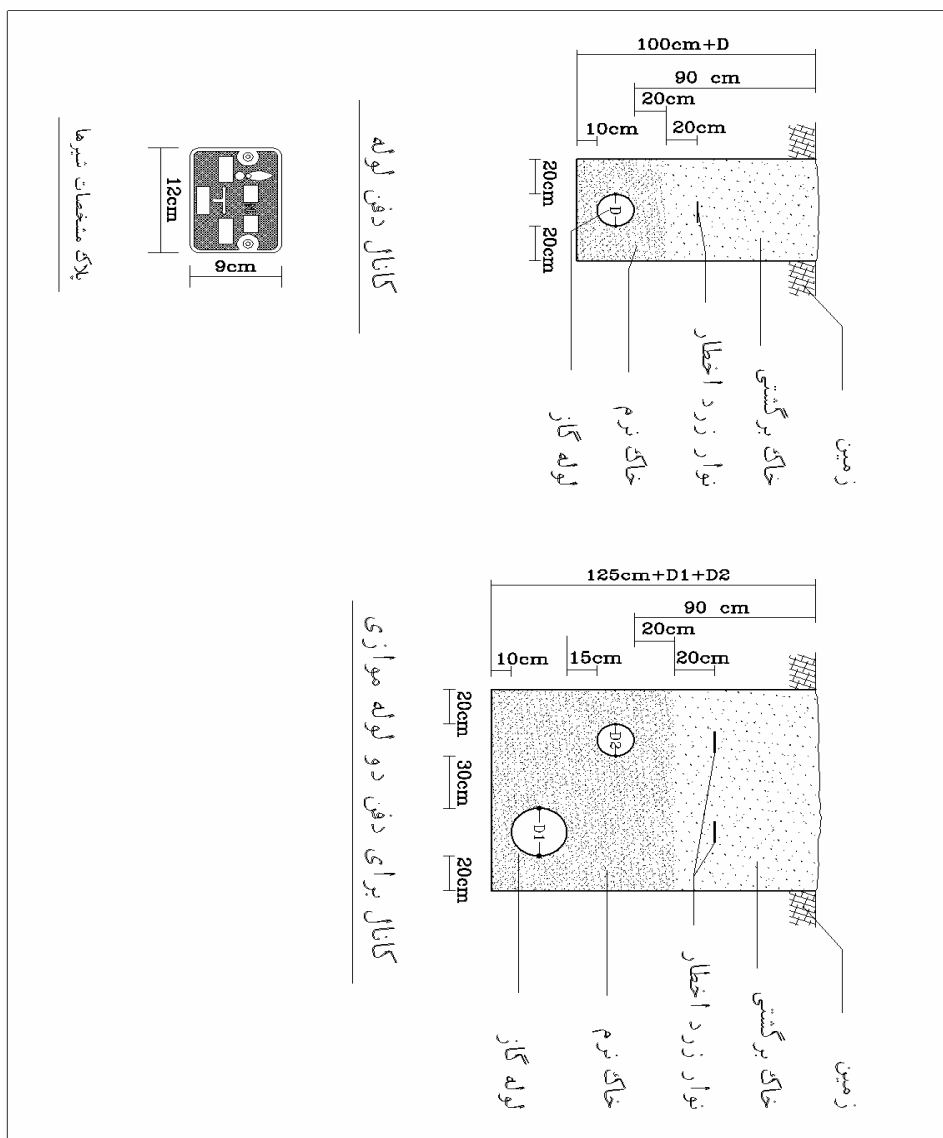 100cm+D
90 cm
20cm
20cm
10cm
20cm
20cm
D
زمین
خاک برگشتی
نوار زرد اخطار
خاک نرم
لوله گاز
کانال دفن لوله
12cm
9cm
پلاک مشخصات شیرها
125cm+D1+D2
90 cm
20cm
20cm
15cm
10cm
20cm
30cm
20cm
D2
D1
زمین
خاک برگشتی
نوار زرد اخطار
خاک نرم
لوله گاز
کانال برای دفن دو لوله موازی